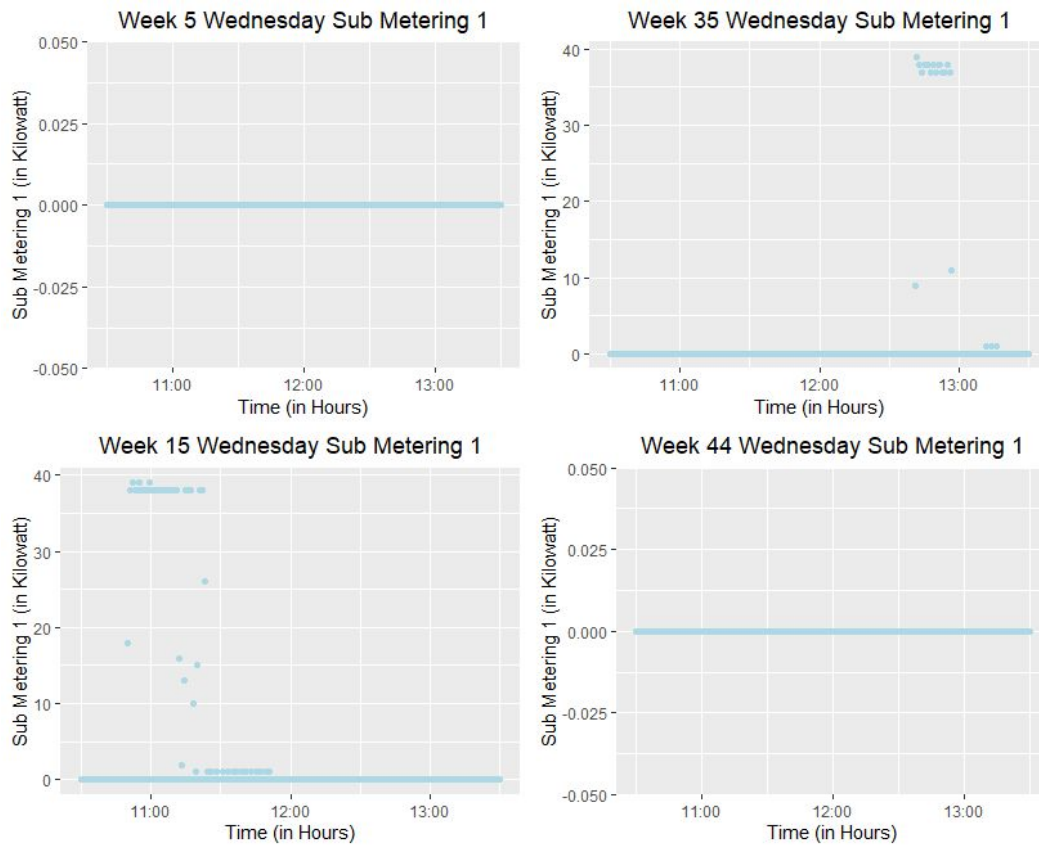 Week 5 Wednesday Sub Metering 1
Sub Metering 1 (in Kilowatt)
0.050
0.025
0.000
-0.025
-0.050
11:00 12:00 13:00
Time (in Hours)
Week 35 Wednesday Sub Metering 1
Sub Metering 1 (in Kilowatt)
40
30
20
10
0
11:00 12:00 13:00
Time (in Hours)
Week 15 Wednesday Sub Metering 1
Sub Metering 1 (in Kilowatt)
40
30
20
10
0
11:00 12:00 13:00
Time (in Hours)
Week 44 Wednesday Sub Metering 1
Sub Metering 1 (in Kilowatt)
0.050
0.025
0.000
-0.025
-0.050
11:00 12:00 13:00
Time (in Hours)